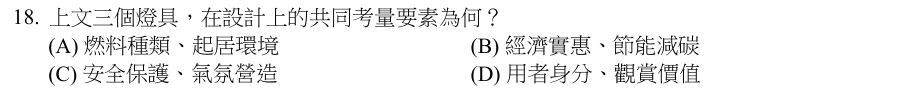 18. 上文三個燈具，在設計上的共同考量要素為何？
(A) 燃料種類、起居環境 (B) 經濟實惠、節能減碳
(C) 安全保護、氣氛營造 (D) 用者身分、觀賞價值